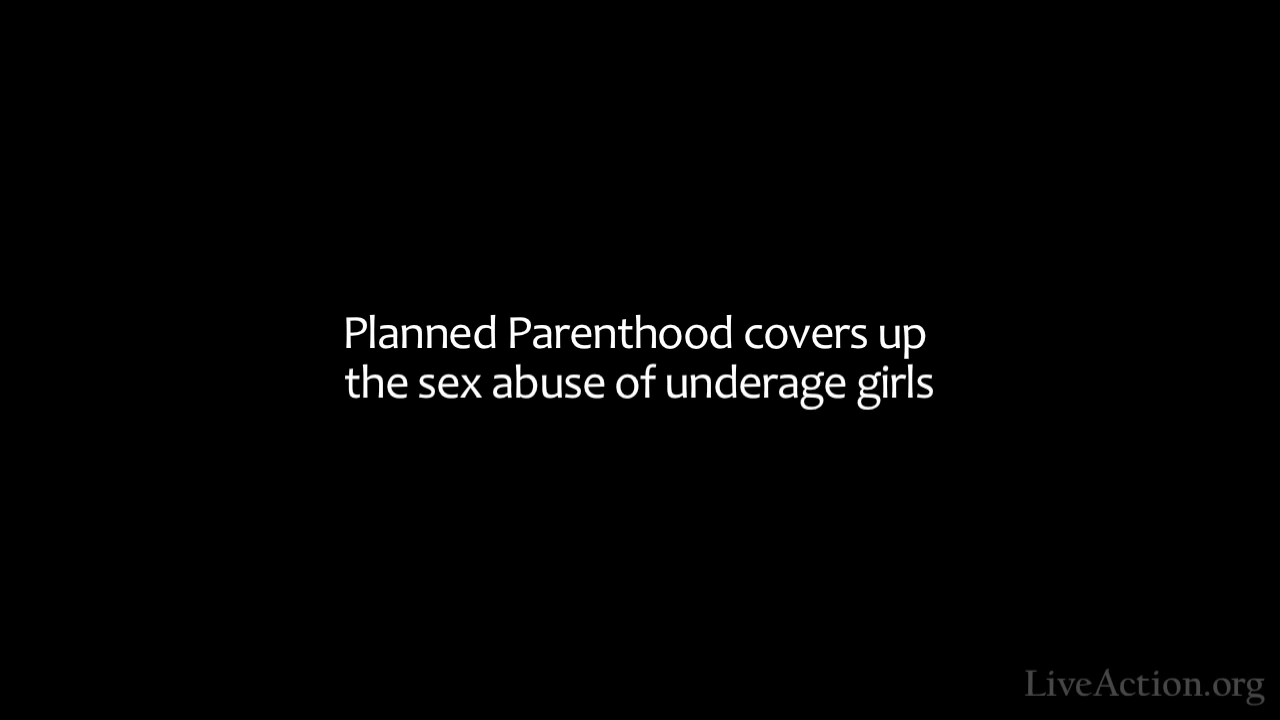 Planned Parenthood covers up
the sex abuse of underage girls
LiveAction.org